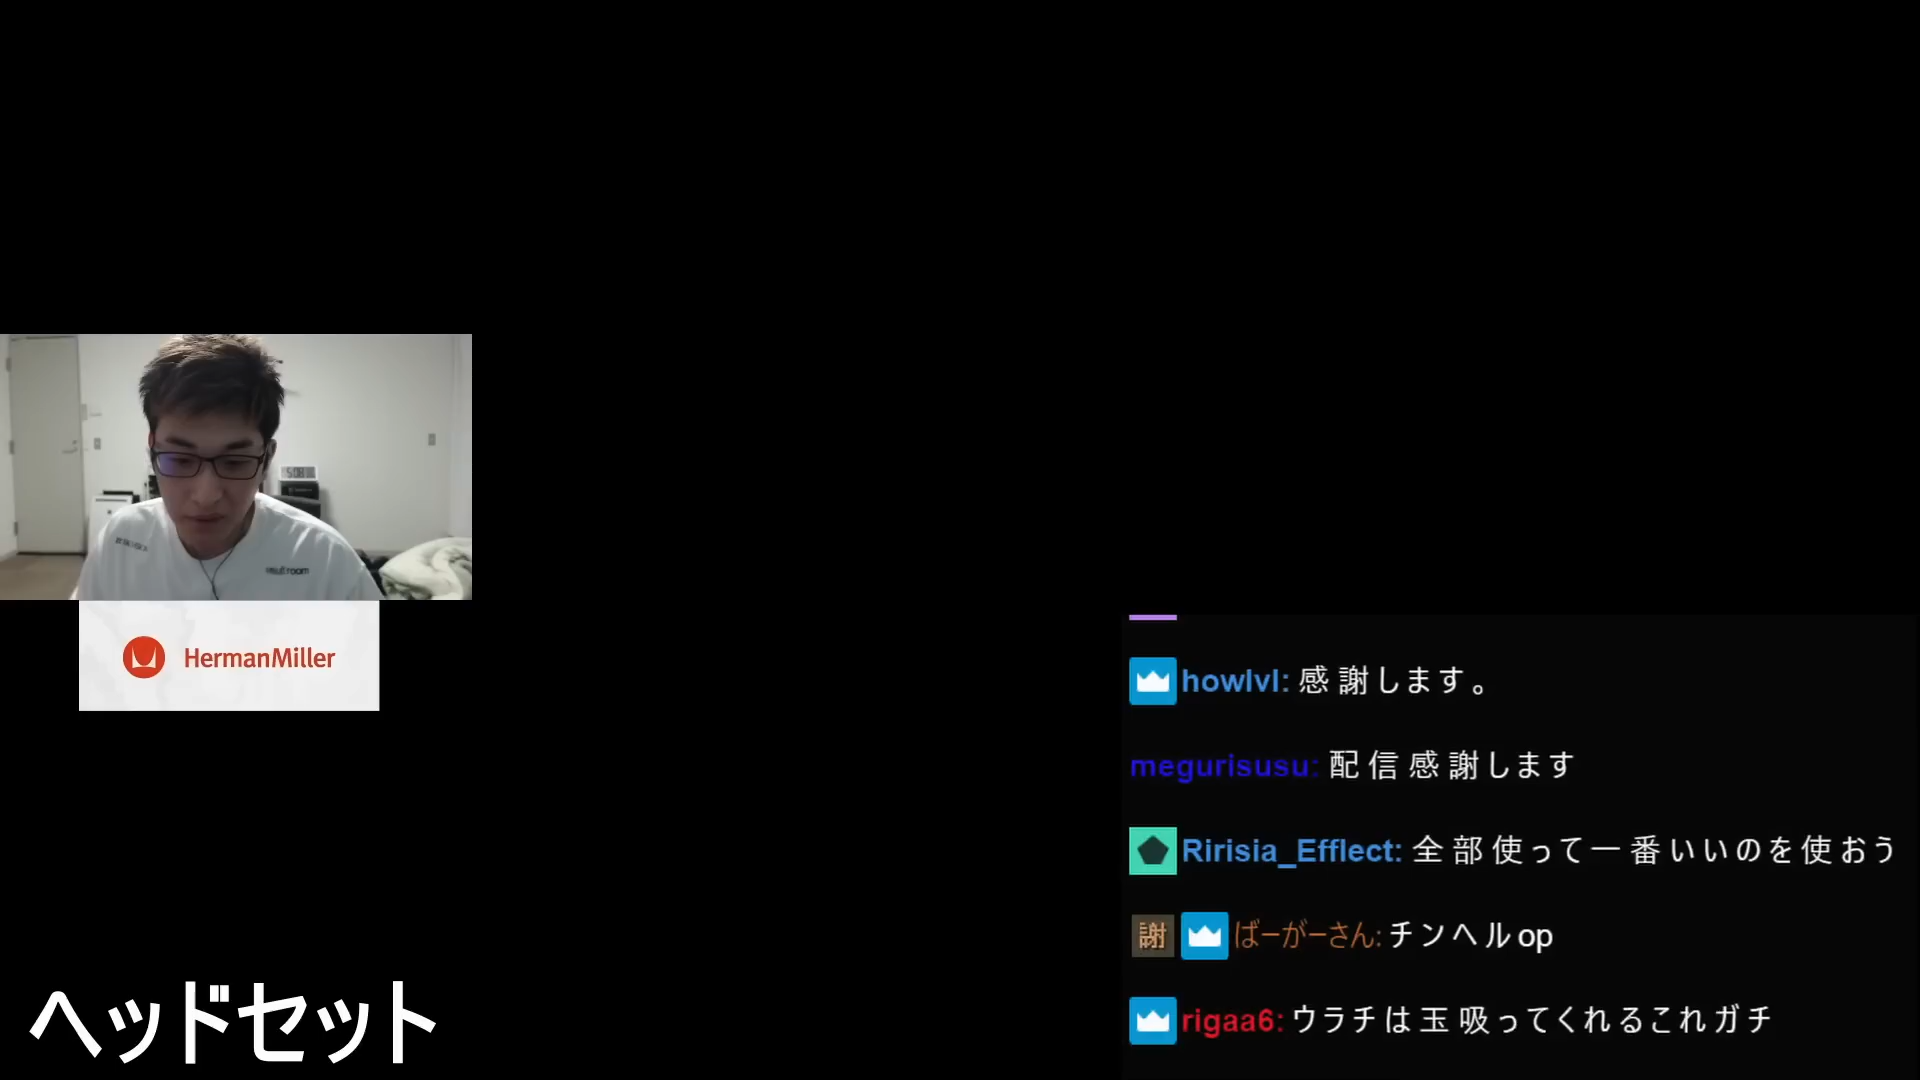 vault room
HermanMiller
howlvl: 感謝します。
megurisusu: 配信感謝します
Ririsia_Efflect: 全部使って一番いいのを使おう
謝 ばーがーさん: チンヘルop
rigaa6: ウラチは玉吸ってくれるこれガチ
ヘッドセット